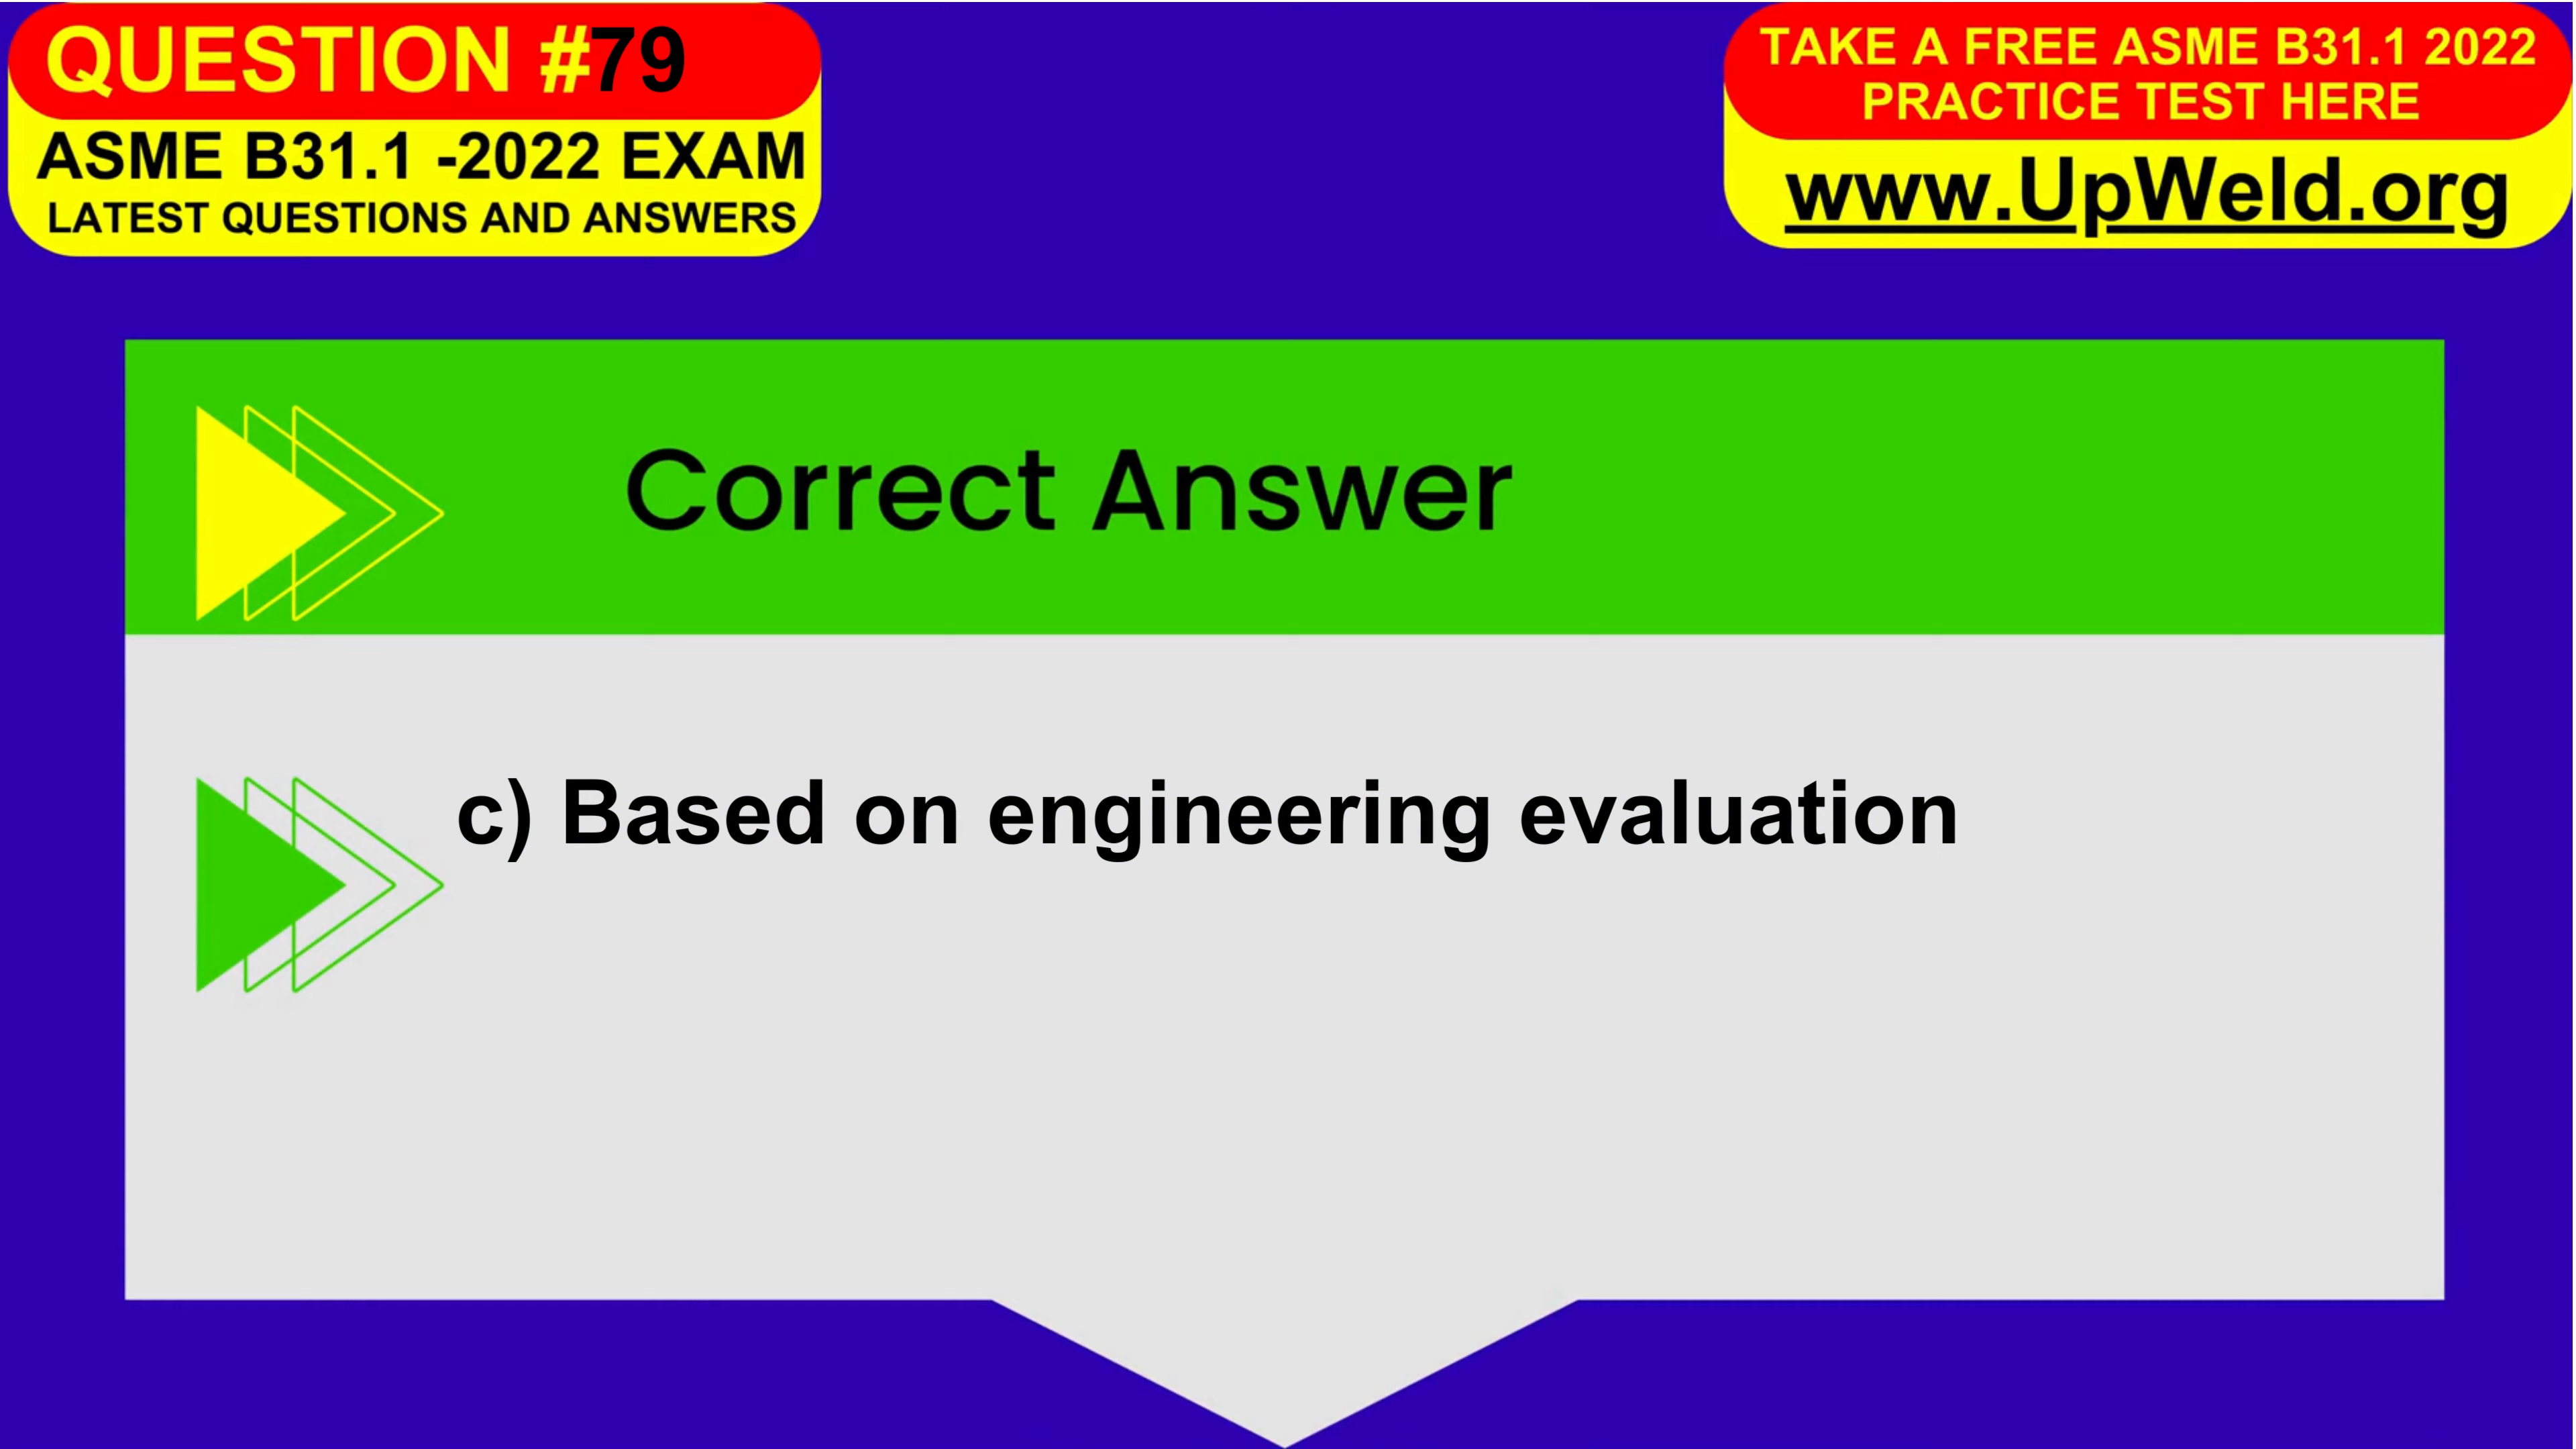 QUESTION #79
ASME B31.1 -2022 EXAM
LATEST QUESTIONS AND ANSWERS
TAKE A FREE ASME B31.1 2022
PRACTICE TEST HERE
www.UpWeld.org
Correct Answer
c) Based on engineering evaluation